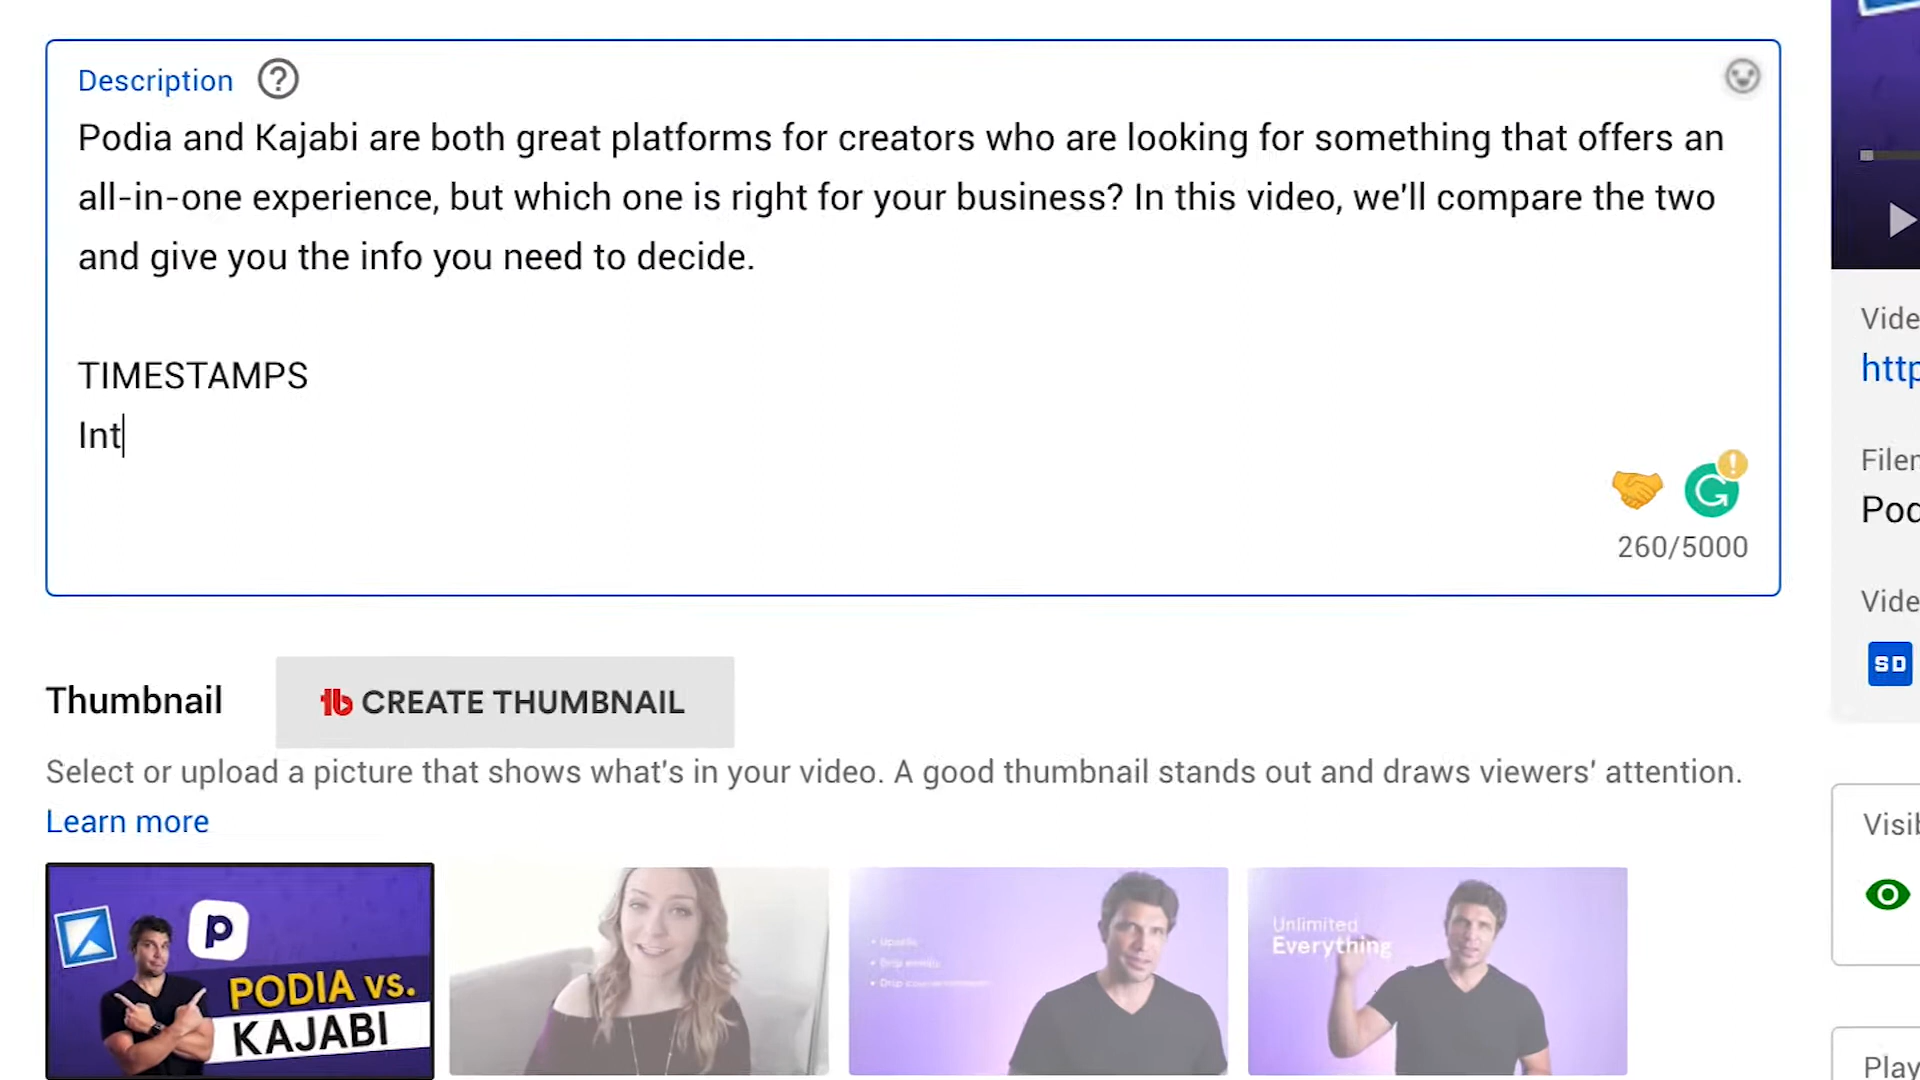 Description
Podia and Kajabi are both great platforms for creators who are looking for something that offers an
all-in-one experience, but which one is right for your business? In this video, we'll compare the two
and give you the info you need to decide.
TIMESTAMPS
Int
260/5000
Thumbnail
CREATE THUMBNAIL
Select or upload a picture that shows what's in your video. A good thumbnail stands out and draws viewers' attention.
Learn more
PODIA vs.
KAJABI
• Upsells
• Drip emails
Unlimited
Everything
Vide
http
Filen
Pod
Vide
SD
Visib
Play